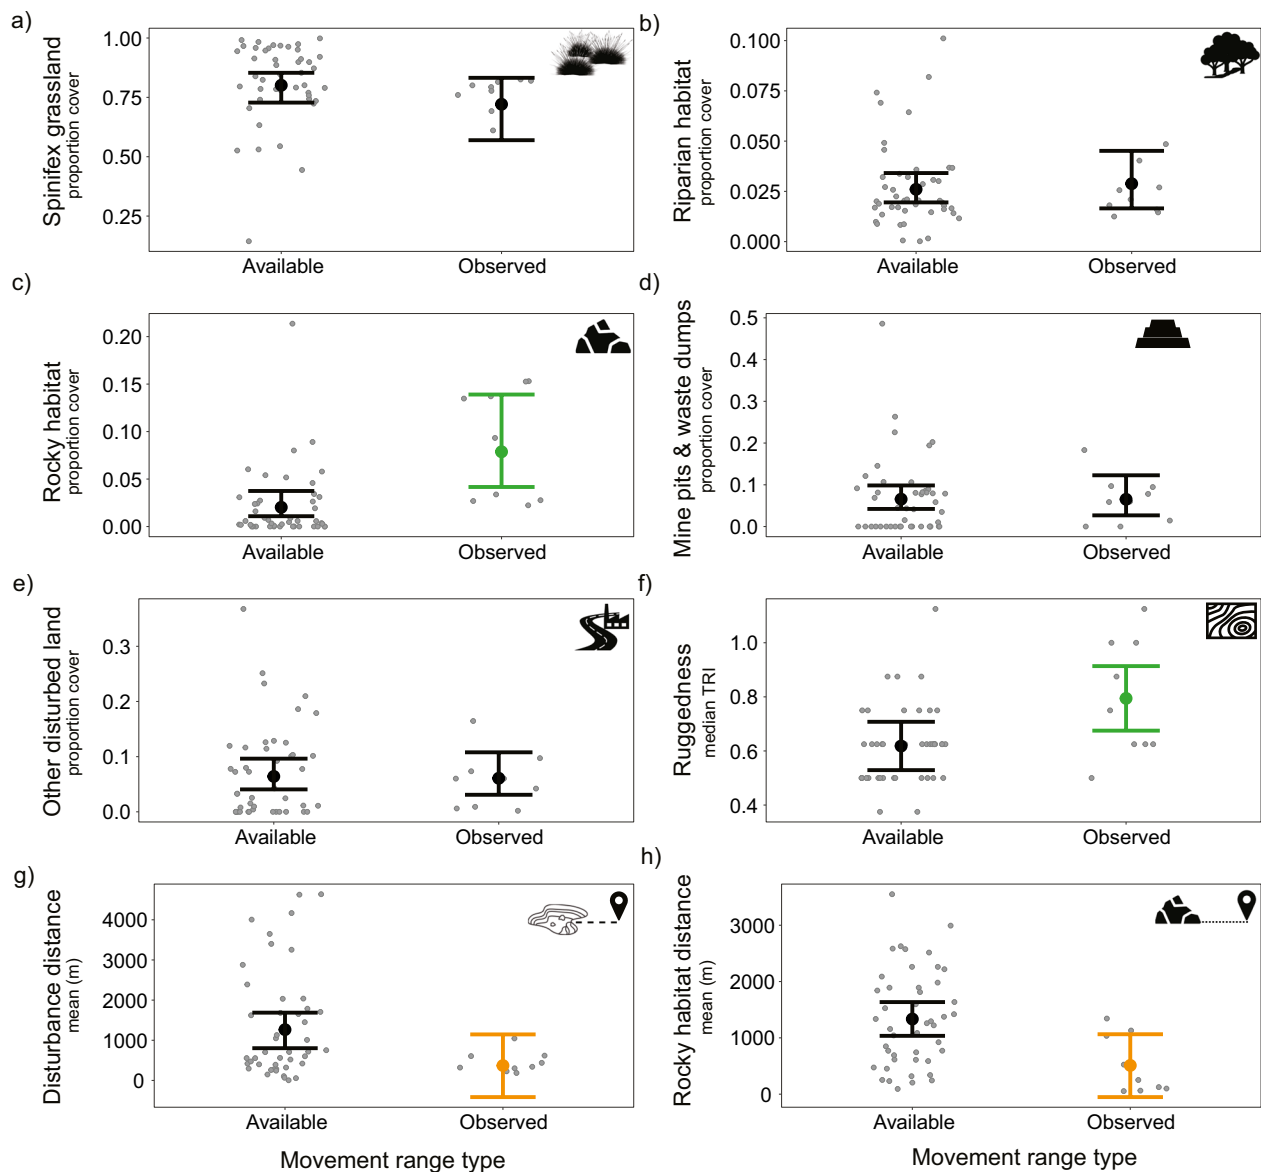 a)
Spinifex grassland
proportion cover
1.00
0.75
0.50
0.25
Available
Observed
b)
Riparian habitat
proportion cover
0.100
0.075
0.050
0.025
0.000
Available
Observed
c)
Rocky habitat
proportion cover
0.20
0.15
0.10
0.05
0.00
Available
Observed
d)
Mine pits & waste dumps
proportion cover
0.5
0.4
0.3
0.2
0.1
0.0
Available
Observed
e)
Other disturbed land
proportion cover
0.3
0.2
0.1
0.0
Available
Observed
f)
Ruggedness
median TRI
1.0
0.8
0.6
0.4
Available
Observed
g)
Disturbance distance
mean (m)
4000
3000
2000
1000
0
Available
Observed
Movement range type
h)
Rocky habitat distance
mean (m)
3000
2000
1000
0
Available
Observed
Movement range type